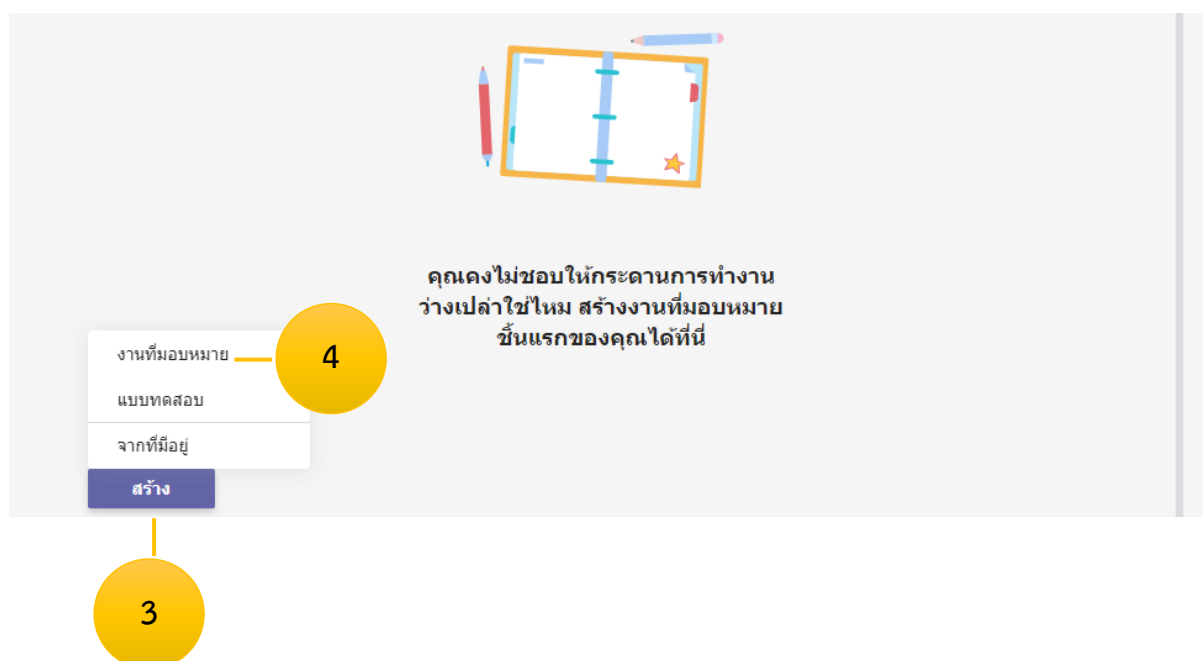 คุณคงไม่ชอบให้กระดานการทำงาน
ว่างเปล่าใช่ไหม สร้างงานที่มอบหมาย
ชิ้นแรกของคุณได้ที่นี่
งานที่มอบหมาย
4
แบบทดสอบ
จากที่มีอยู่
สร้าง
3